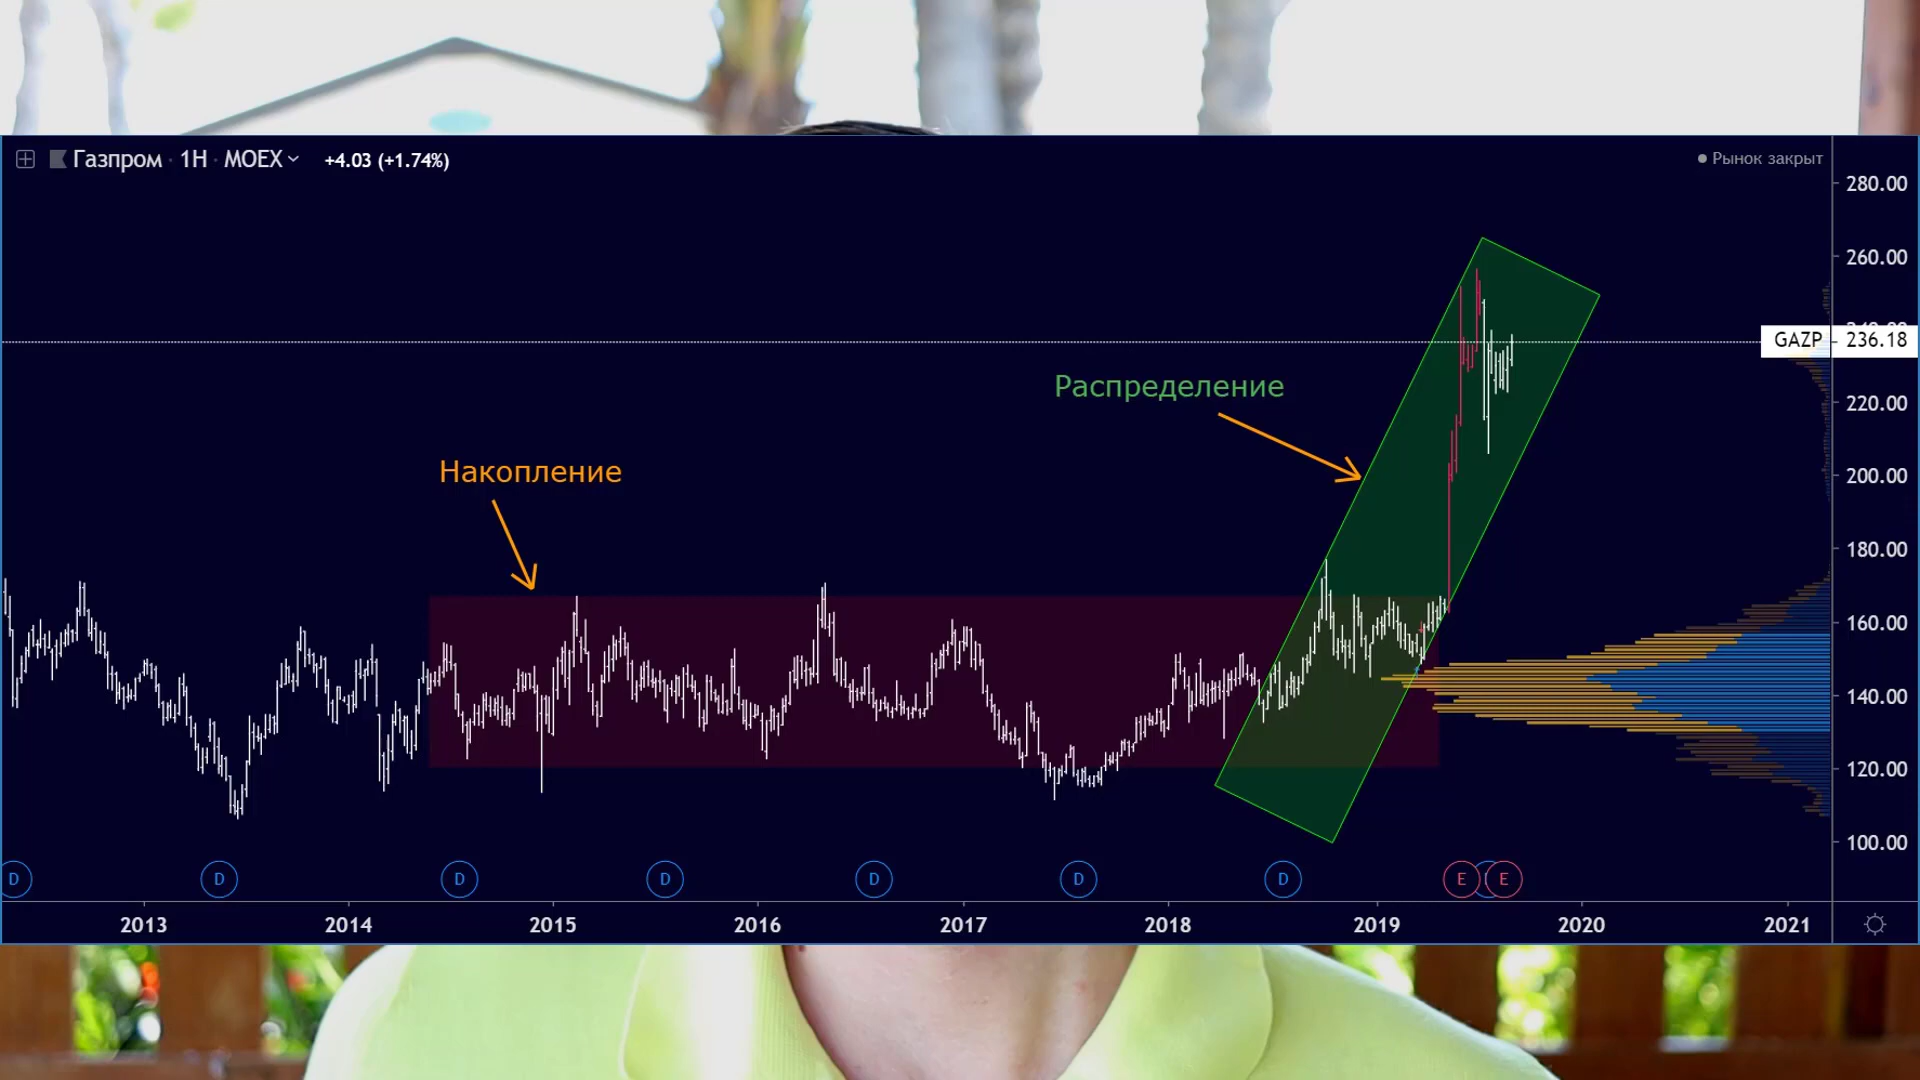 Газпром · 1Н · MOEX +4.03 (+1.74%)
Рынок закрыт
280.00
260.00
GAZP 236.18
220.00
200.00
180.00
160.00
140.00
120.00
100.00
Распределение
Накопление
D D D D D D D E E
2013 2014 2015 2016 2017 2018 2019 2020 2021